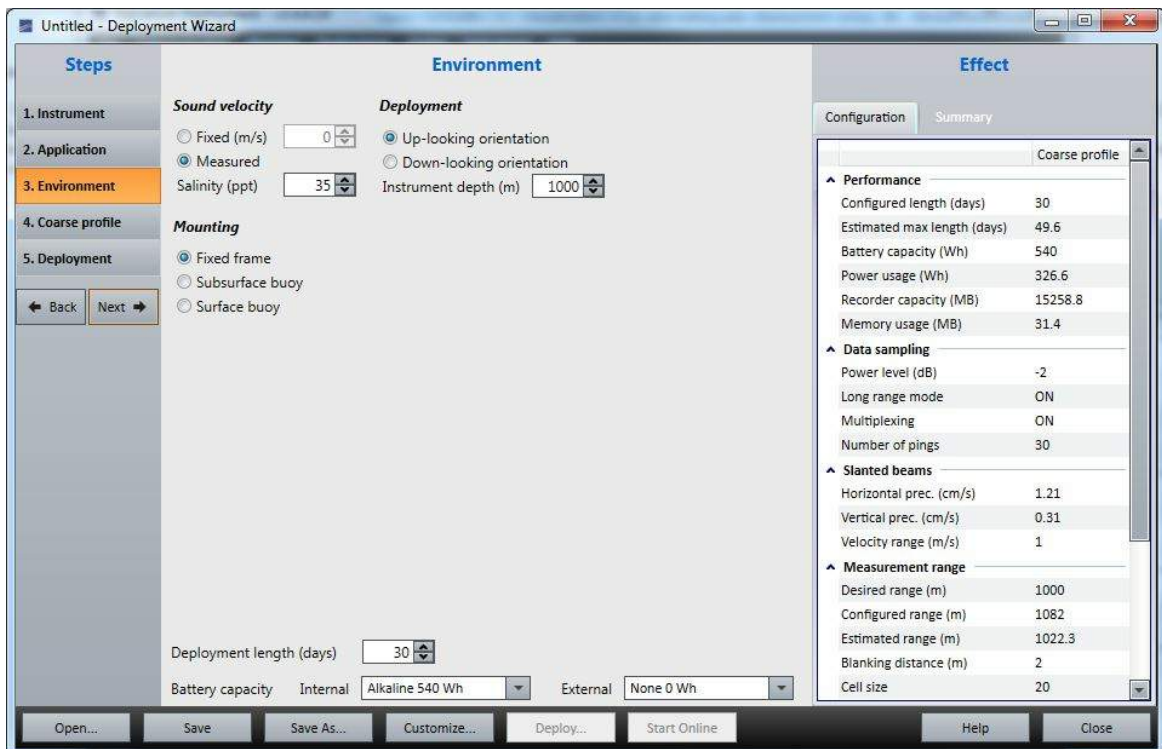 Untitled - Deployment Wizard
Steps
1. Instrument
2. Application
3. Environment
4. Coarse profile
5. Deployment
Back Next
Environment
Sound velocity
Fixed (m/s) 0
Measured
Salinity (ppt) 35
Deployment
Up-looking orientation
Down-looking orientation
Instrument depth (m) 1000
Mounting
Fixed frame
Subsurface buoy
Surface buoy
Deployment length (days) 30
Battery capacity Internal Alkaline 540 Wh External None 0 Wh
Effect
Configuration Summary
Coarse profile
Performance
Configured length (days) 30
Estimated max length (days) 49.6
Battery capacity (Wh) 540
Power usage (Wh) 326.6
Recorder capacity (MB) 15258.8
Memory usage (MB) 31.4
Data sampling
Power level (dB) -2
Long range mode ON
Multiplexing ON
Number of pings 30
Slanted beams
Horizontal prec. (cm/s) 1.21
Vertical prec. (cm/s) 0.31
Velocity range (m/s) 1
Measurement range
Desired range (m) 1000
Configured range (m) 1082
Estimated range (m) 1022.3
Blanking distance (m) 2
Cell size 20
Open... Save Save As... Customize... Deploy... Start Online Help Close